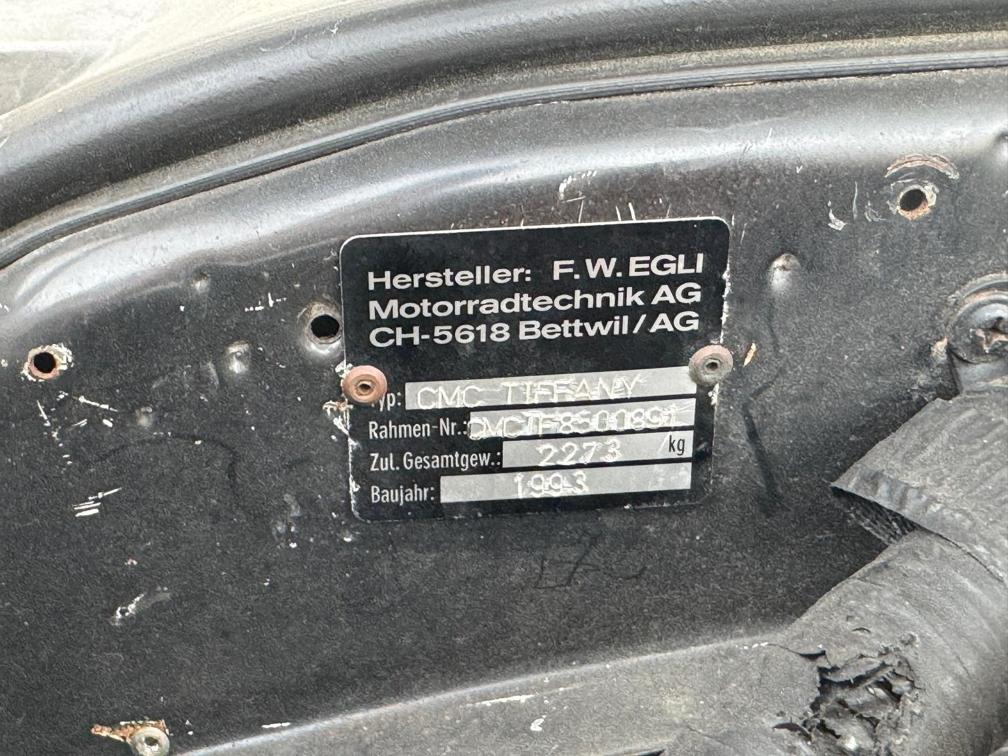 Hersteller: F.W.EGLI
Motorradtechnik AG
CH-5618 Bettwil/AG
Typ: CMC TIFFANY
Rahmen-Nr.: CMCTF8500891
Zul. Gesamtgew.: 2273 kg
Baujahr: 1993